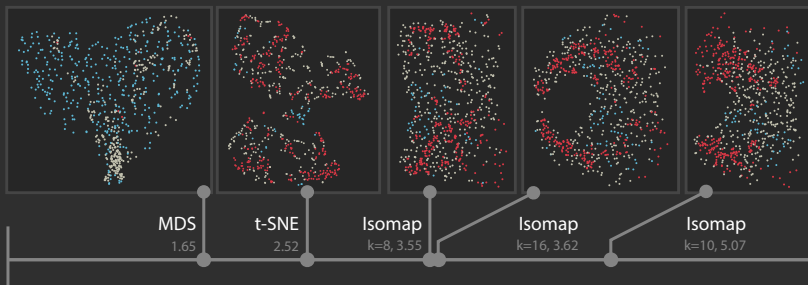 MDS
1.65
t-SNE
2.52
Isomap
k=8, 3.55
Isomap
k=16, 3.62
Isomap
k=10, 5.07